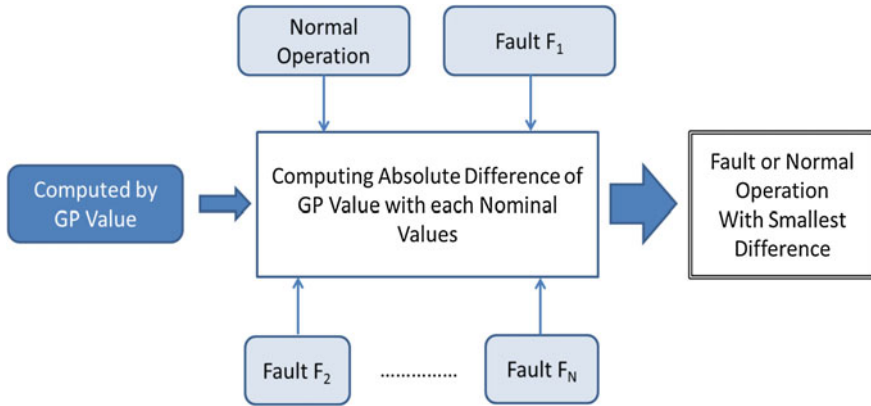 Normal
Operation
Fault F₁
Computed by
GP Value
Computing Absolute Difference of
GP Value with each Nominal
Values
Fault or Normal
Operation
With Smallest
Difference
Fault F₂
...............
Fault F_N